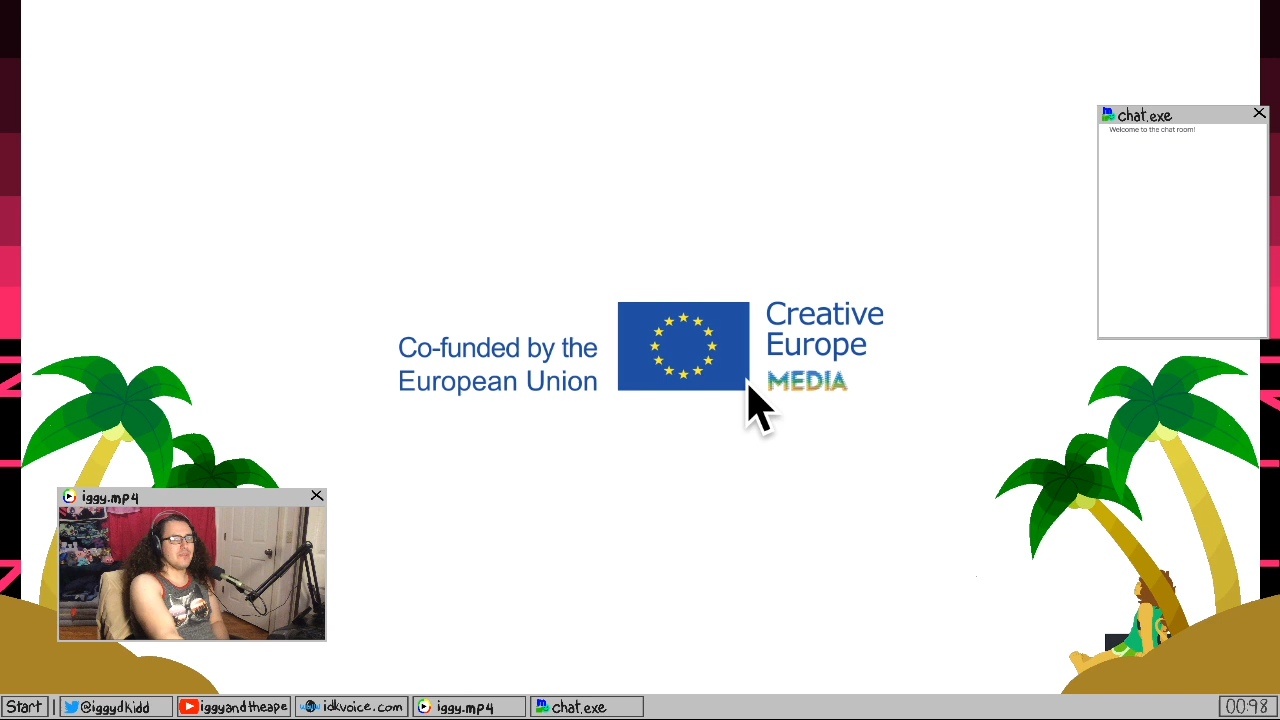 chat.exe
Welcome to the chat room!
Co-funded by the
European Union
Creative
Europe
MEDIA
iggy.mp4
Start
@iggydkidd
iggyandtheape
www
idkvoice.com
iggy.mp4
chat.exe
00:98